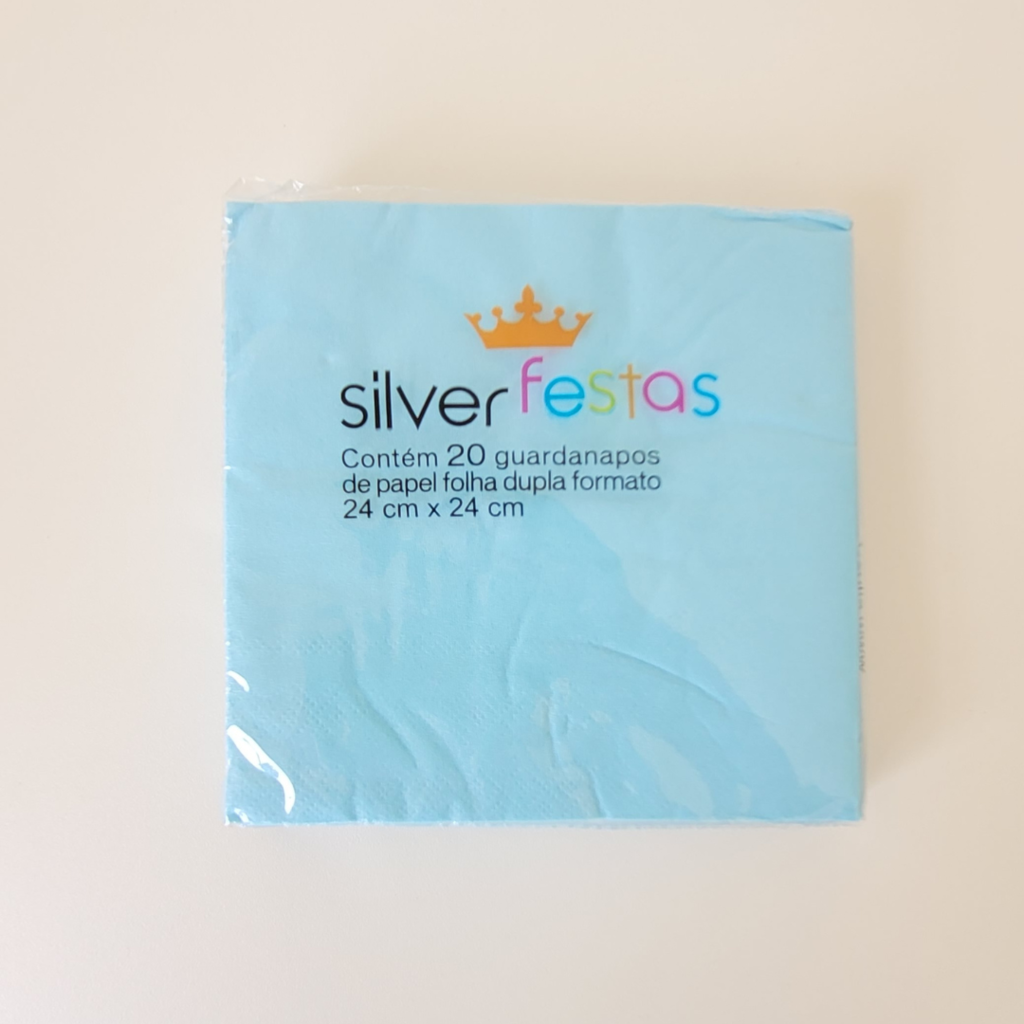 silver festas
Contém 20 guardanapos
de papel folha dupla formato
24 cm x 24 cm